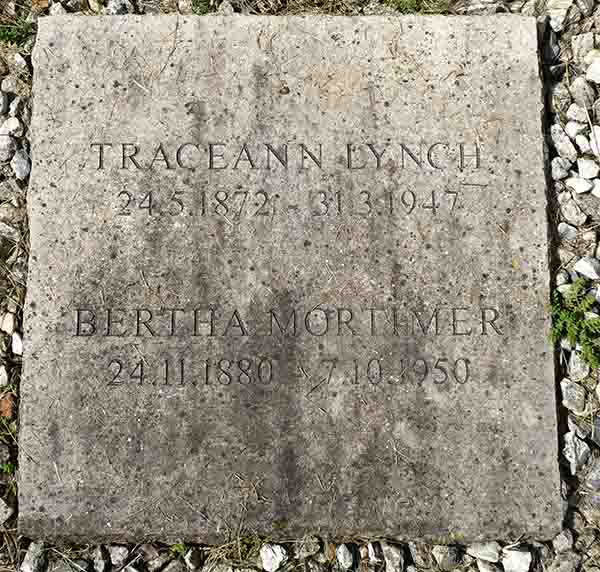 TRACEANN LYNCH
24.5.1872 - 31.3.1947
BERTHA MORTIMER
24.11.1880 - 7.10.1950